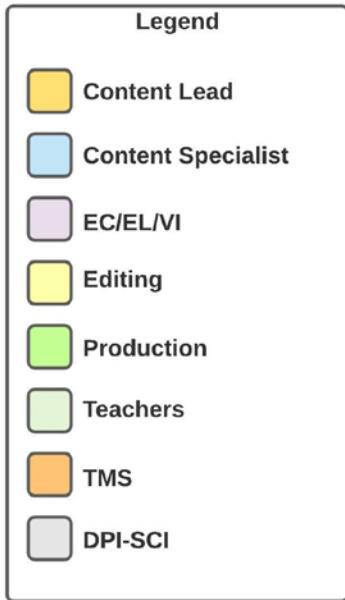 Legend
Content Lead
Content Specialist
EC/EL/VI
Editing
Production
Teachers
TMS
DPI-SCI